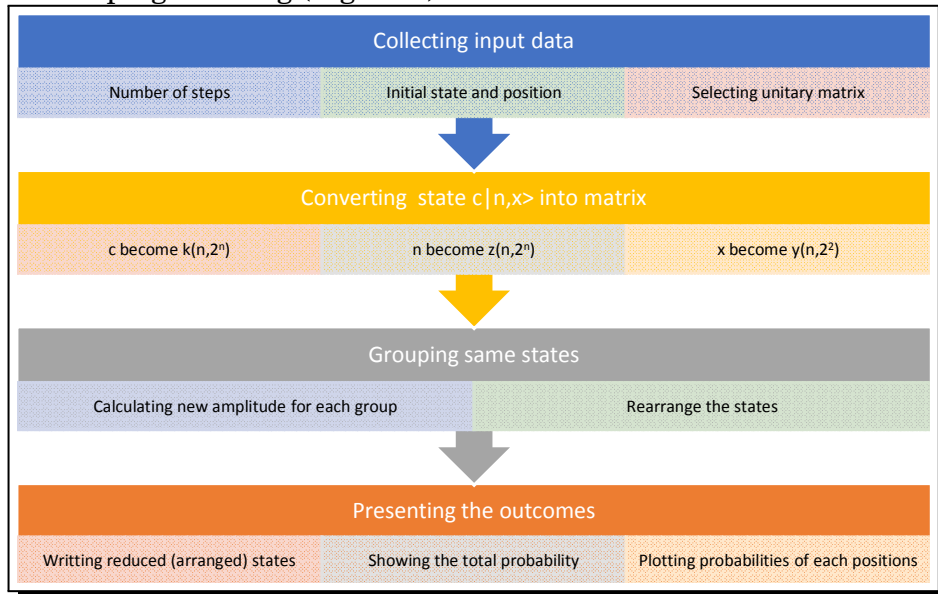 Collecting input data
Number of steps
Initial state and position
Selecting unitary matrix
Converting state c|n,x> into matrix
c become k(n,2ⁿ)
n become z(n,2ⁿ)
x become y(n,2²)
Grouping same states
Calculating new amplitude for each group
Rearrange the states
Presenting the outcomes
Writting reduced (arranged) states
Showing the total probability
Plotting probabilities of each positions